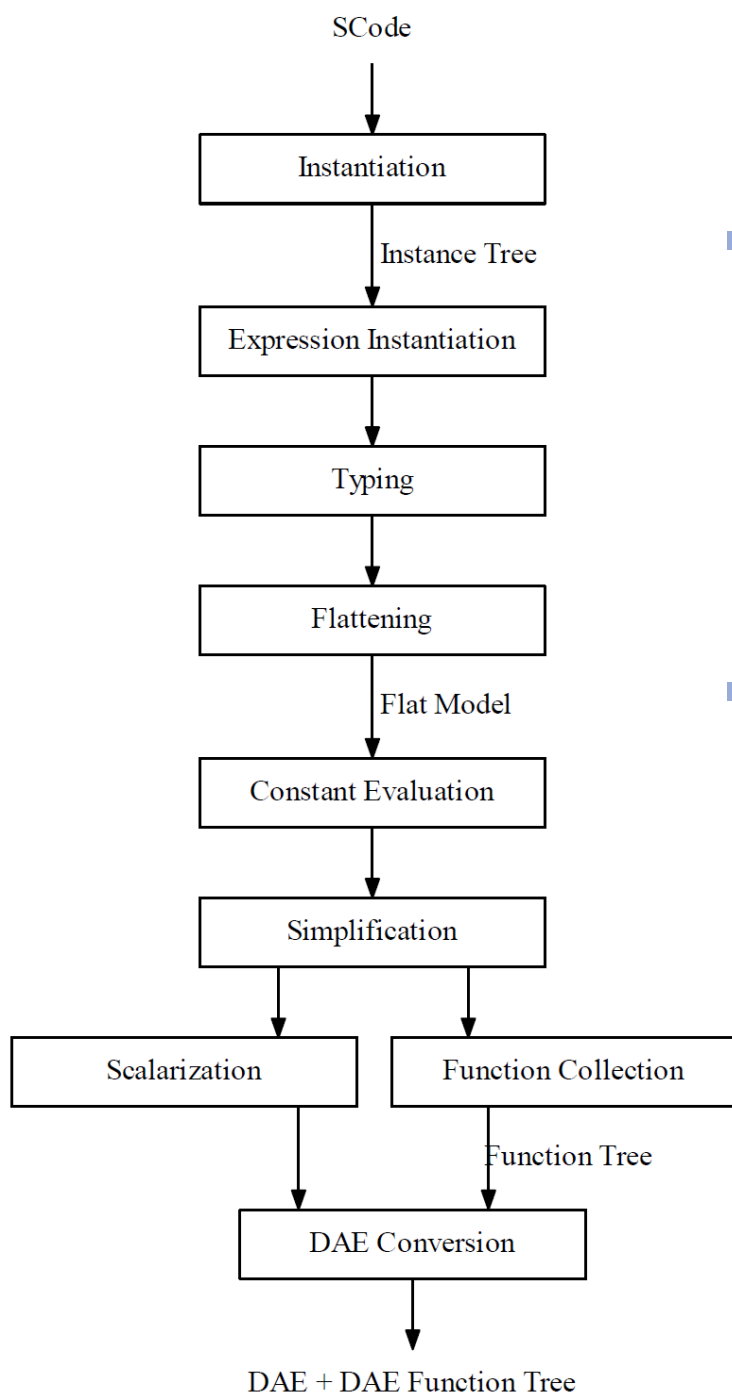 SCode
Instantiation
Instance Tree
Expression Instantiation
Typing
Flattening
Flat Model
Constant Evaluation
Simplification
Scalarization
Function Collection
Function Tree
DAE Conversion
DAE + DAE Function Tree